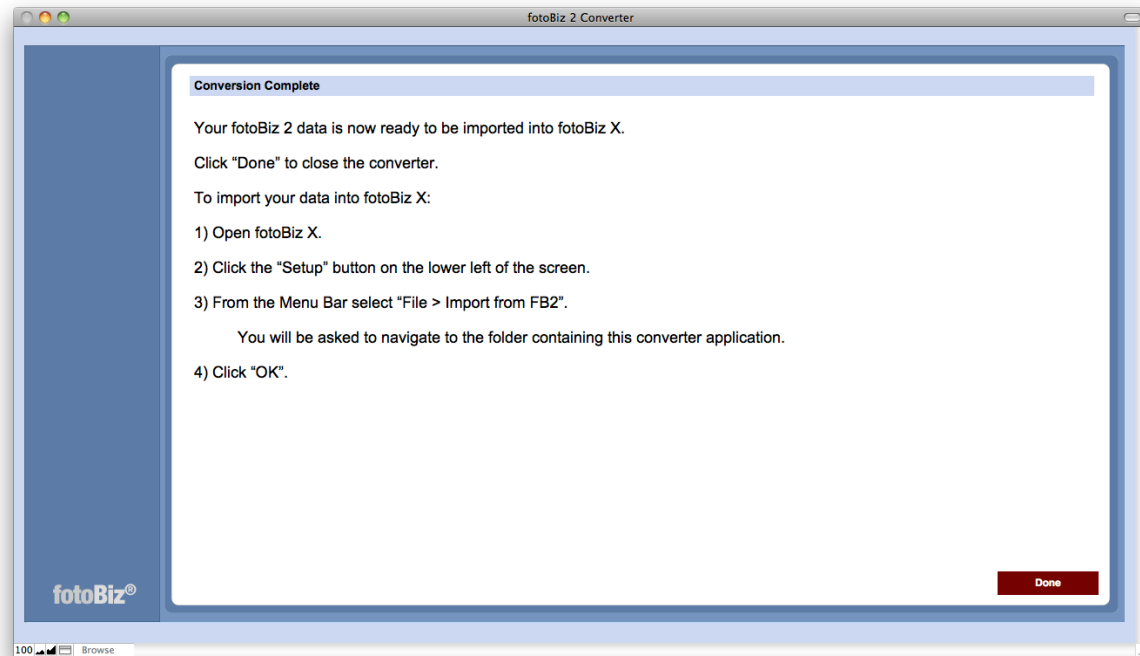 fotoBiz 2 Converter
Conversion Complete
Your fotoBiz 2 data is now ready to be imported into fotoBiz X.
Click “Done” to close the converter.
To import your data into fotoBiz X:
1) Open fotoBiz X.
2) Click the “Setup” button on the lower left of the screen.
3) From the Menu Bar select “File > Import from FB2”.
You will be asked to navigate to the folder containing this converter application.
4) Click “OK”.
Done
fotoBiz®
100 Browse